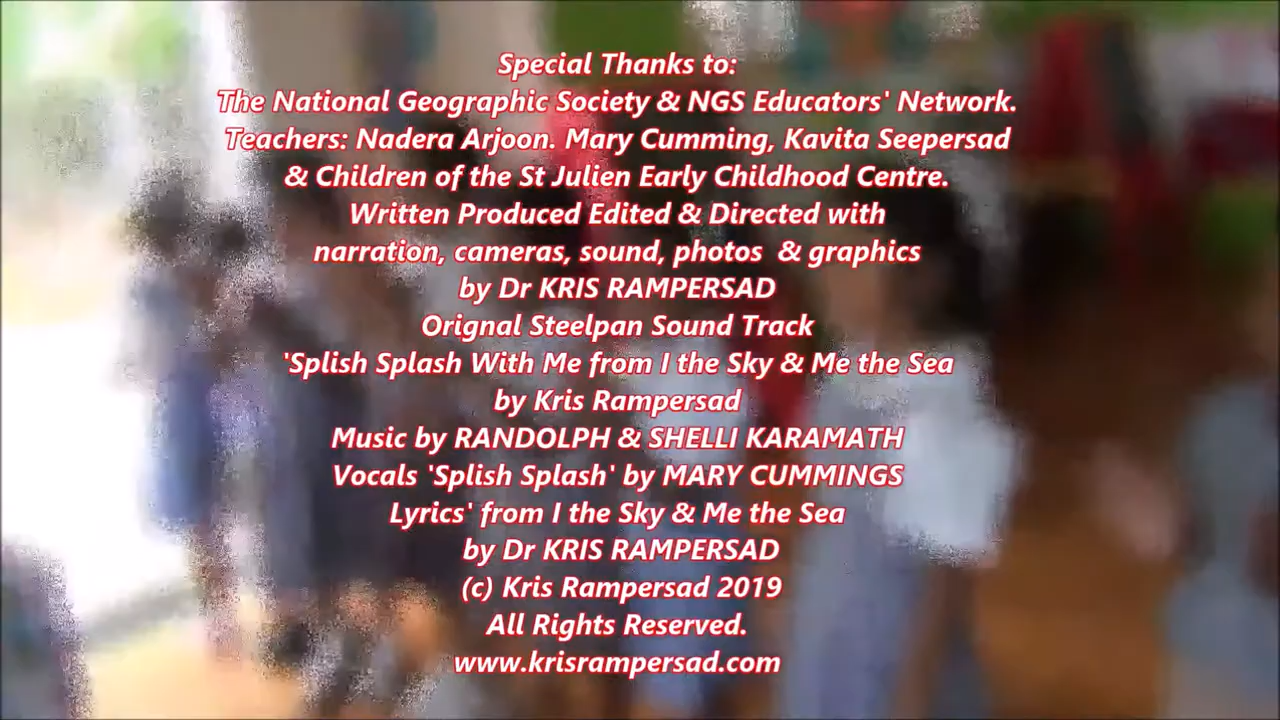 Special Thanks to:
The National Geographic Society & NGS Educators' Network.
Teachers: Nadera Arjoon. Mary Cumming, Kavita Seepersad
& Children of the St Julien Early Childhood Centre.
Written Produced Edited & Directed with
narration, cameras, sound, photos & graphics
by Dr KRIS RAMPERSAD
Orignal Steelpan Sound Track
'Splish Splash With Me from I the Sky & Me the Sea
by Kris Rampersad
Music by RANDOLPH & SHELLI KARAMATH
Vocals 'Splish Splash' by MARY CUMMINGS
Lyrics' from I the Sky & Me the Sea
by Dr KRIS RAMPERSAD
(c) Kris Rampersad 2019
All Rights Reserved.
www.krisrampersad.com